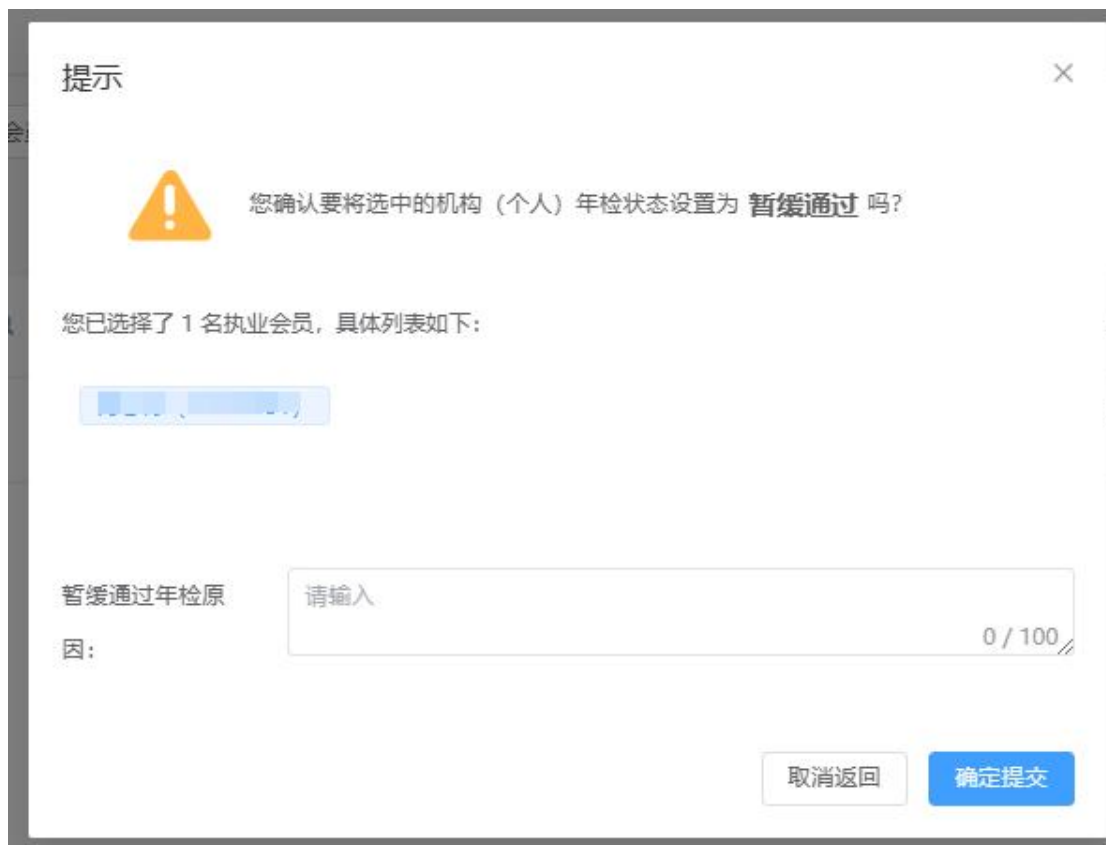 提示
您确认要将选中的机构（个人）年检状态设置为 暂缓通过 吗？
您已选择了 1 名执业会员，具体列表如下：
暂缓通过年检原
因：
请输入
0 / 100
取消返回
确定提交